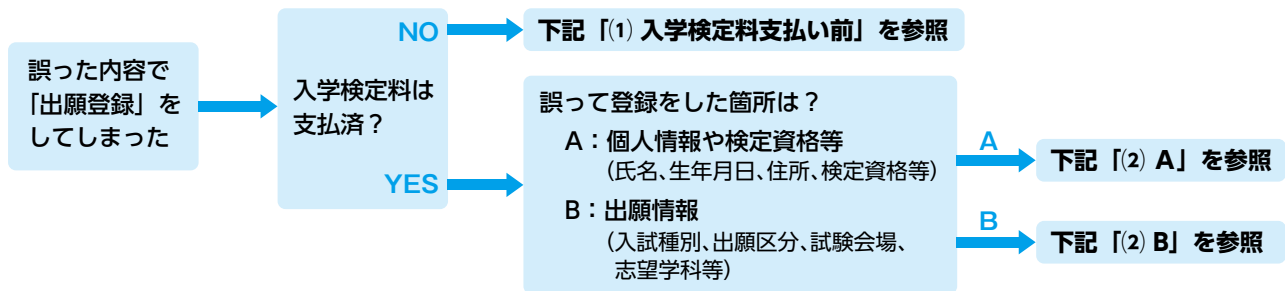 誤った内容で
「出願登録」を
してしまった
入学検定料は
支払済？
NO
下記「⑴ 入学検定料支払い前」を参照
YES
誤って登録をした箇所は？
A：個人情報や検定資格等
（氏名、生年月日、住所、検定資格等）
B：出願情報
（入試種別、出願区分、試験会場、
志望学科等）
A
下記「⑵ A」を参照
B
下記「⑵ B」を参照